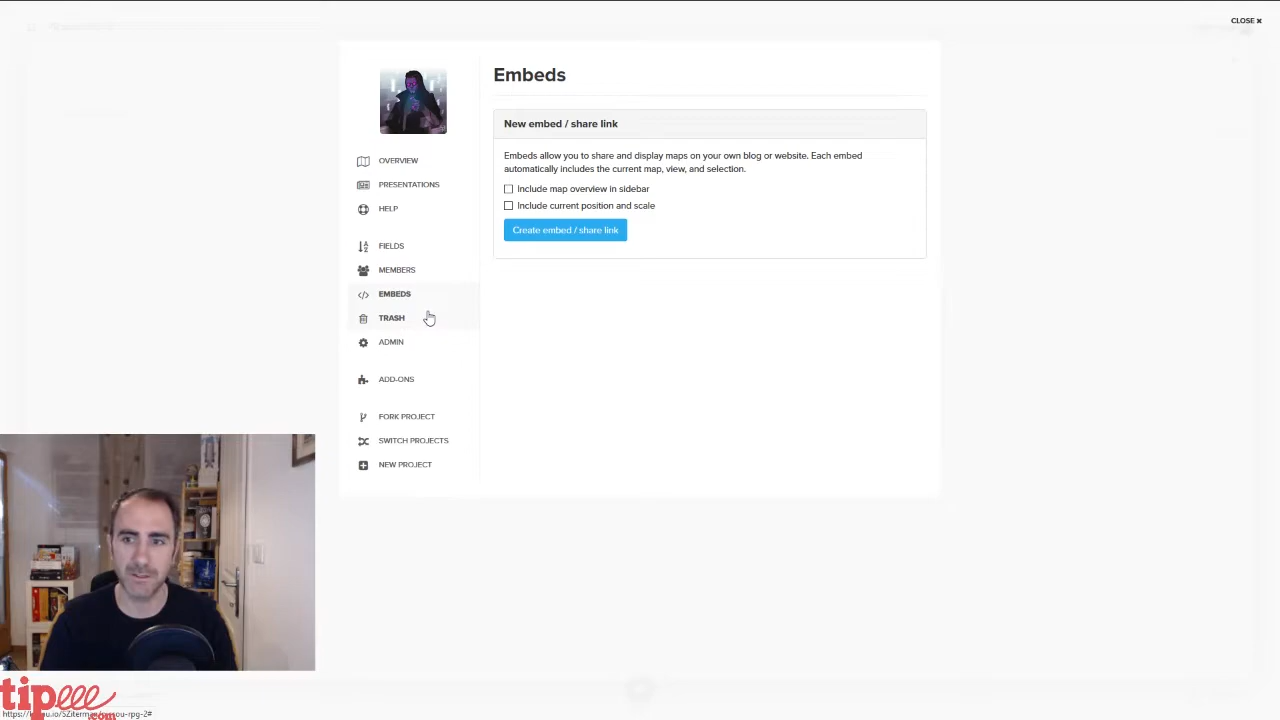 CLOSE ×
Embeds
New embed / share link
Embeds allow you to share and display maps on your own blog or website. Each embed
automatically includes the current map, view, and selection.
Include map overview in sidebar
Include current position and scale
Create embed / share link
OVERVIEW
PRESENTATIONS
HELP
FIELDS
MEMBERS
EMBEDS
TRASH
ADMIN
ADD-ONS
FORK PROJECT
SWITCH PROJECTS
NEW PROJECT
tipeee
.com